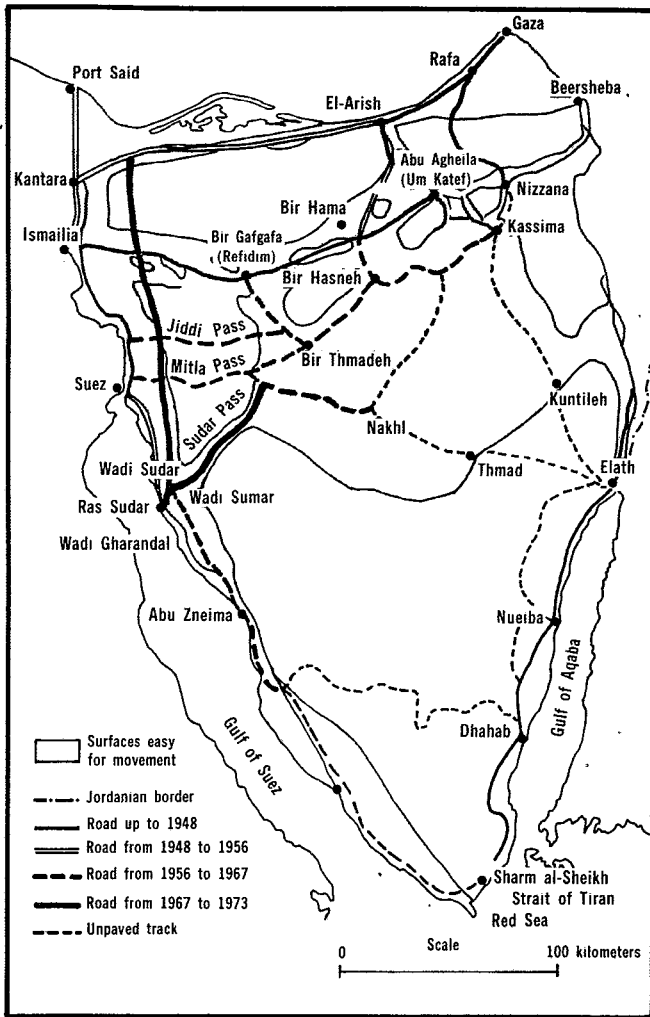 Gaza
Port Said
Rafa
Beersheba
El-Arish
Abu Agheila
(Um Katef)
Kantara
Nizzana
Bir Hama
Ismailia
Bir Gafgafa
(Refidim)
Kassima
Bir Hasneh
Jiddi Pass
Mitla Pass
Bir Thmadeh
Suez
Sudar Pass
Kuntileh
Nakhl
Wadi Sudar
Thmad
Elath
Ras Sudar
Wadi Sumar
Wadi Gharandal
Abu Zneima
Nueiba
Gulf of Aqaba
Gulf of Suez
Dhahab
Surfaces easy
for movement
Jordanian border
Road up to 1948
Road from 1948 to 1956
Road from 1956 to 1967
Road from 1967 to 1973
Unpaved track
Sharm al-Sheikh
Strait of Tiran
Red Sea
Scale
0
100 kilometers